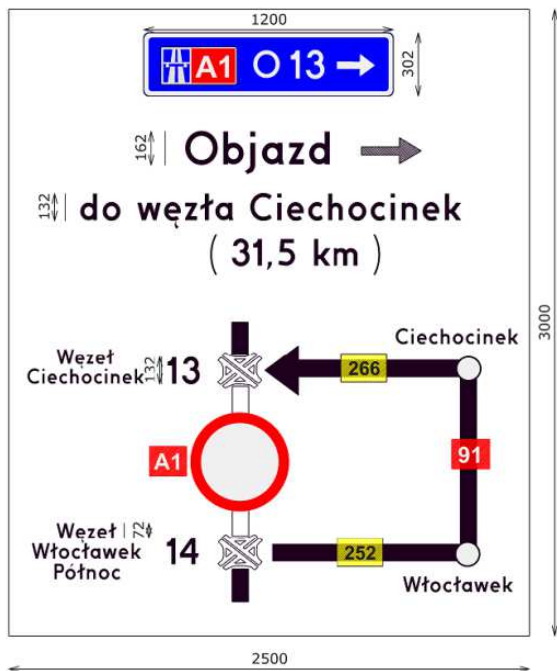 1200
A1 O 13
302
162
Objazd
132
do węzła Ciechocinek
( 31,5 km )
3000
Węzeł
Ciechocinek
132
13
Ciechocinek
266
A1
91
Węzeł
Włocławek
Północ
72
14
252
Włocławek
2500